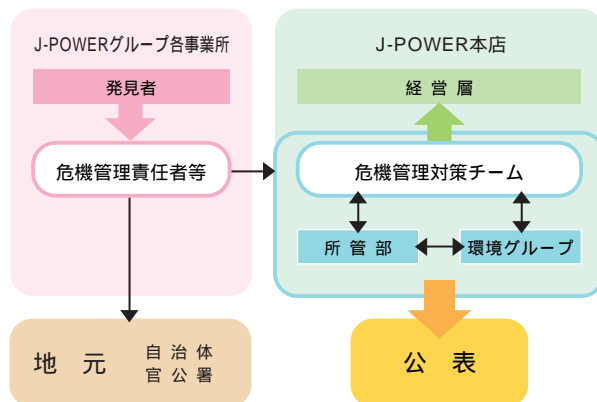 J-POWERグループ各事業所
発見者
危機管理責任者等
地元
自治体
官公署
J-POWER本店
経営層
危機管理対策チーム
所管部
環境グループ
公表